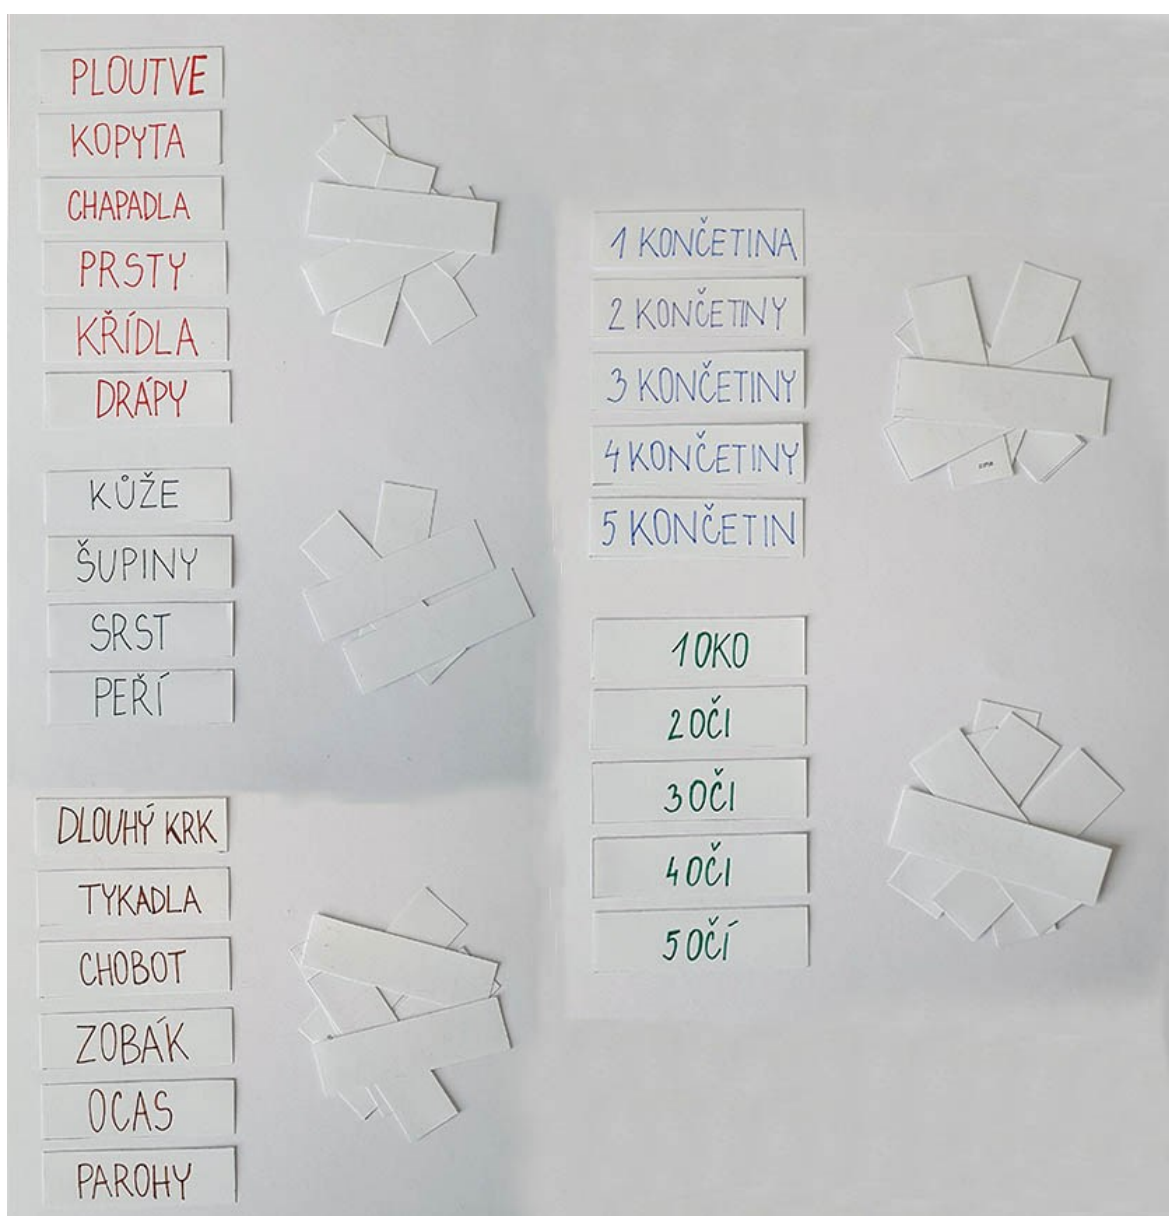 PLOUTVE
KOPYTA
CHAPADLA
PRSTY
KŘÍDLA
DRÁPY
KŮŽE
ŠUPINY
SRST
PEŘÍ
DLOUHÝ KRK
TYKADLA
CHOBOT
ZOBÁK
OCAS
PAROHY
1 KONČETINA
2 KONČETINY
3 KONČETINY
4 KONČETINY
5 KONČETIN
1 OKO
2 OČI
3 OČI
4 OČI
5 OČÍ